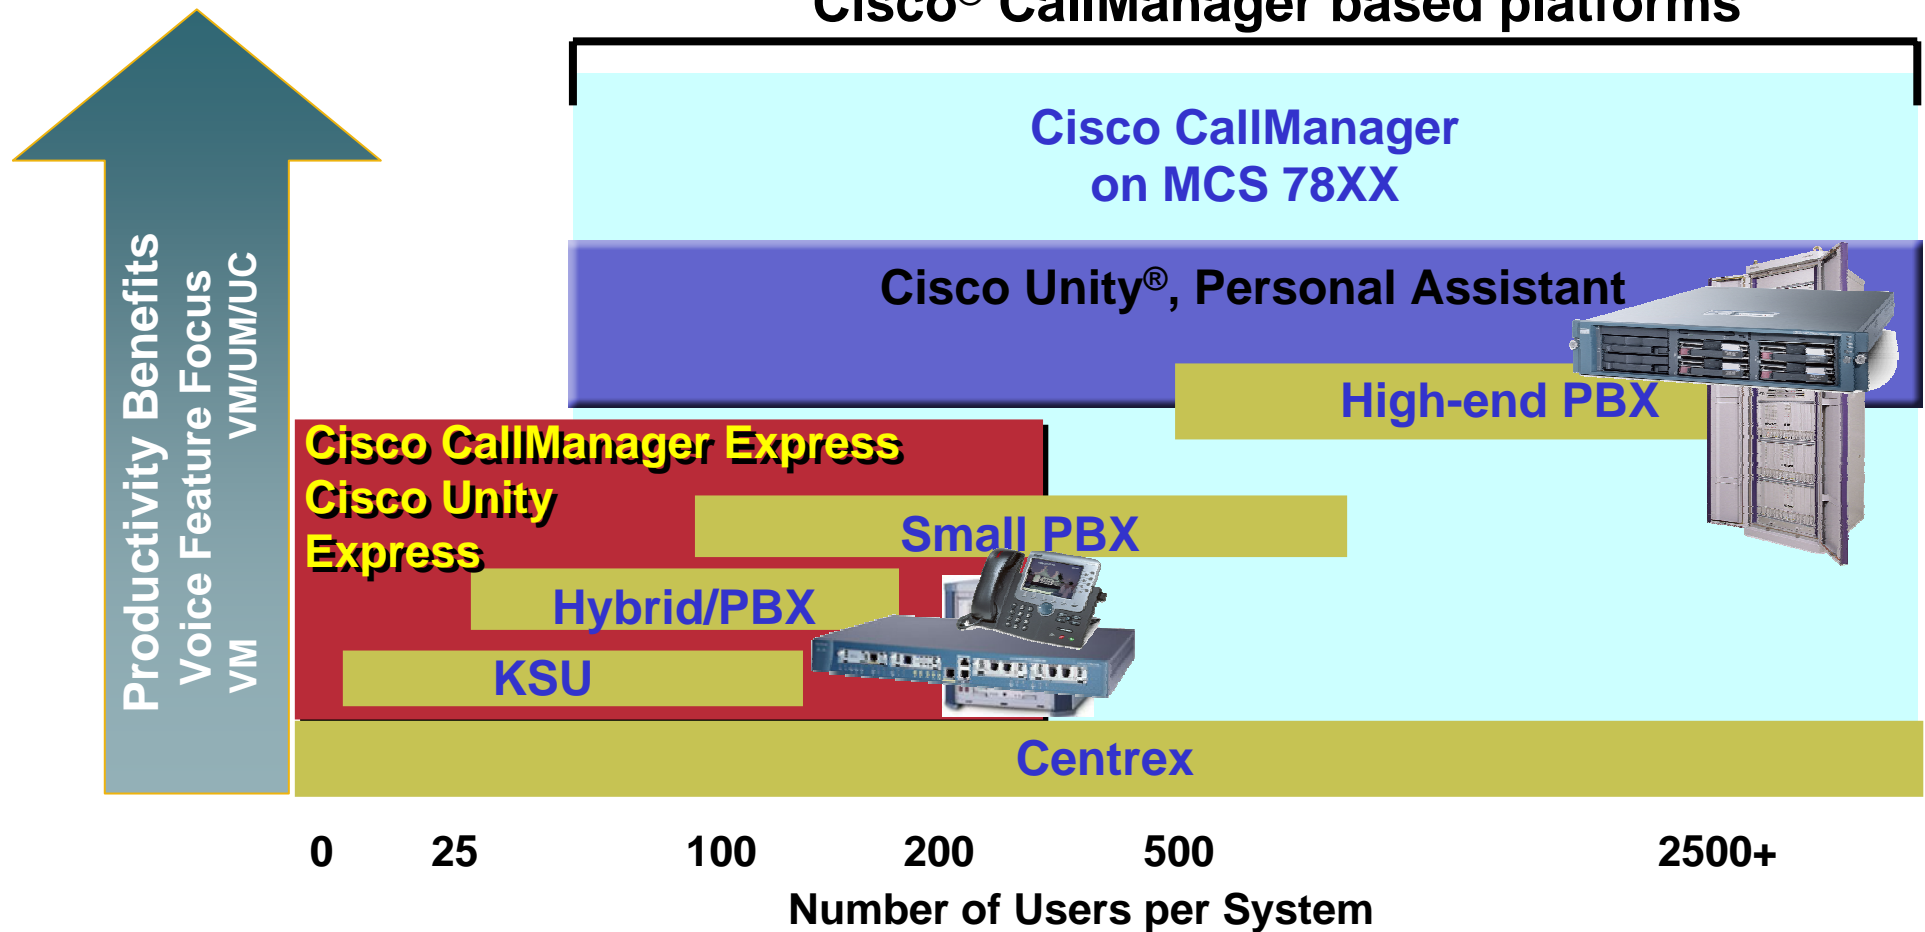 Cisco® CallManager based platforms
Cisco CallManager
on MCS 78XX
Cisco Unity®, Personal Assistant
High-end PBX
Cisco CallManager Express
Cisco Unity
Express
Small PBX
Hybrid/PBX
KSU
Centrex
Productivity Benefits
Voice Feature Focus
VM VM/UM/UC
0 25 100 200 500 2500+
Number of Users per System